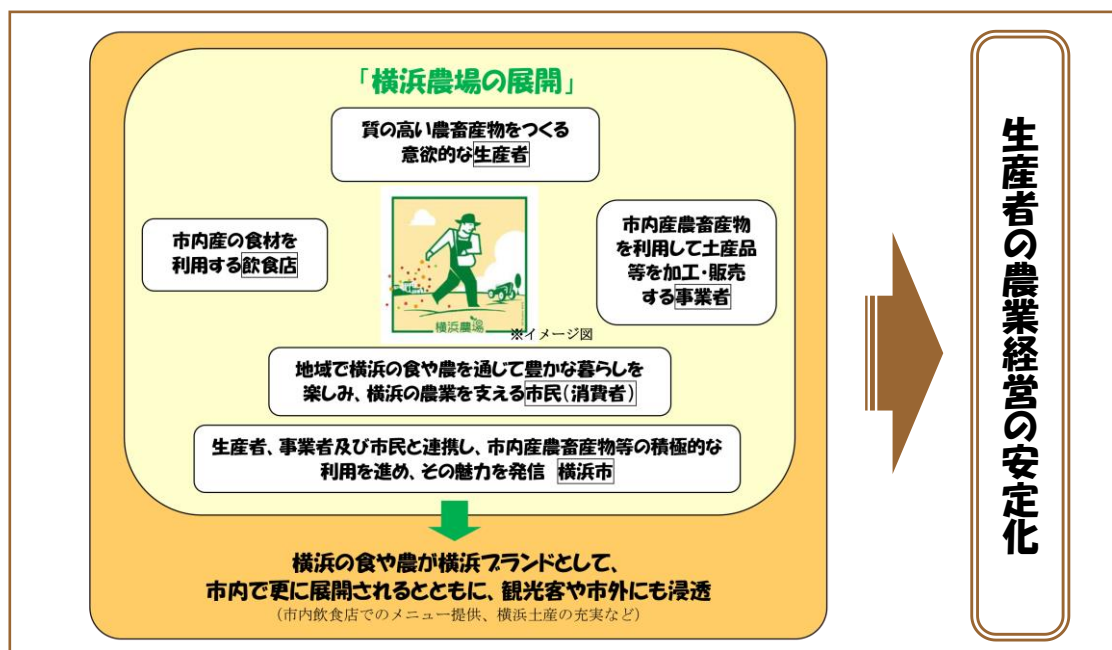 「横浜農場の展開」
質の高い農畜産物をつくる
意欲的な生産者
市内産の食材を
利用する飲食店
市内産農畜産物
を利用して土産品
等を加工・販売
する事業者
横浜農場
※イメージ図
地域で横浜の食や農を通じて豊かな暮らしを
楽しみ、横浜の農業を支える市民(消費者)
生産者、事業者及び市民と連携し、市内産農畜産物等の積極的な
利用を進め、その魅力を発信 横浜市
横浜の食や農が横浜ブランドとして、
市内で更に展開されるとともに、観光客や市外にも浸透
(市内飲食店でのメニュー提供、横浜土産の充実など)
生産者の農業経営の安定化